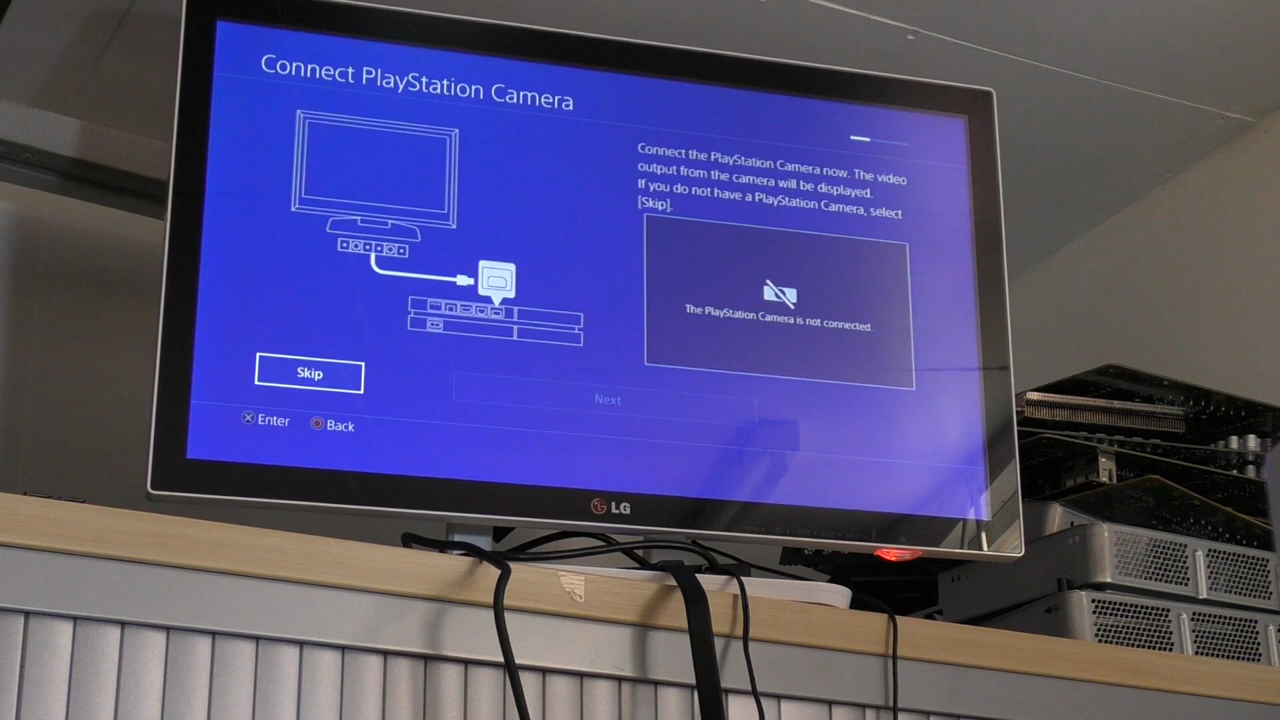 Connect PlayStation Camera
Connect the PlayStation Camera now. The video
output from the camera will be displayed.
If you do not have a PlayStation Camera, select
[Skip].
The PlayStation Camera is not connected.
Skip
Next
Enter
Back
LG